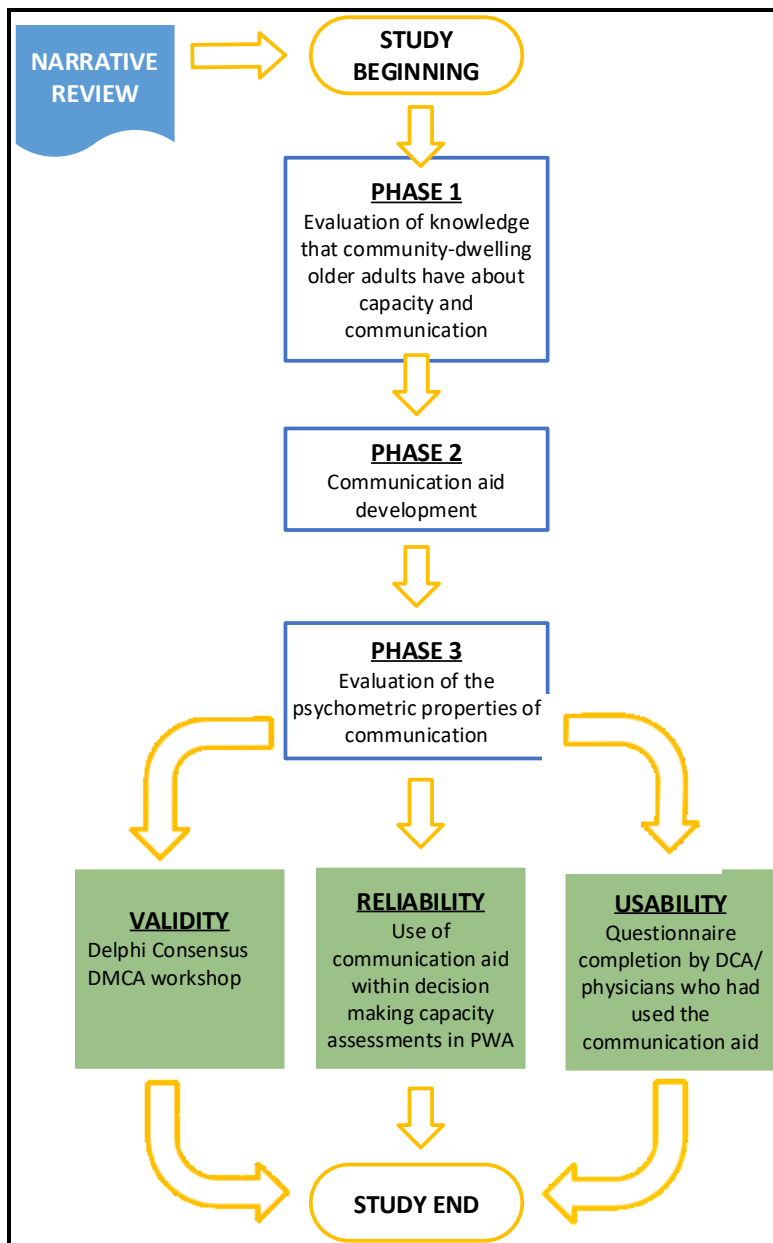 NARRATIVE
REVIEW
STUDY
BEGINNING
PHASE 1
Evaluation of knowledge
that community-dwelling
older adults have about
capacity and
communication
PHASE 2
Communication aid
development
PHASE 3
Evaluation of the
psychometric properties of
communication
VALIDITY
Delphi Consensus
DMCA workshop
RELIABILITY
Use of
communication aid
within decision
making capacity
assessments in PWA
USABILITY
Questionnaire
completion by DCA/
physicians who had
used the
communication aid
STUDY END